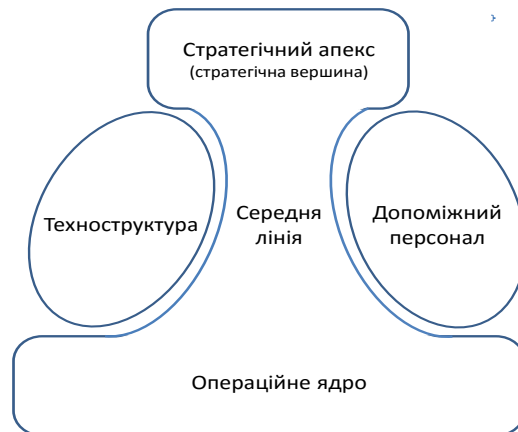 Стратегічний апекс
(стратегічна вершина)
Техноструктура
Середня
лінія
Допоміжний
персонал
Операційне ядро